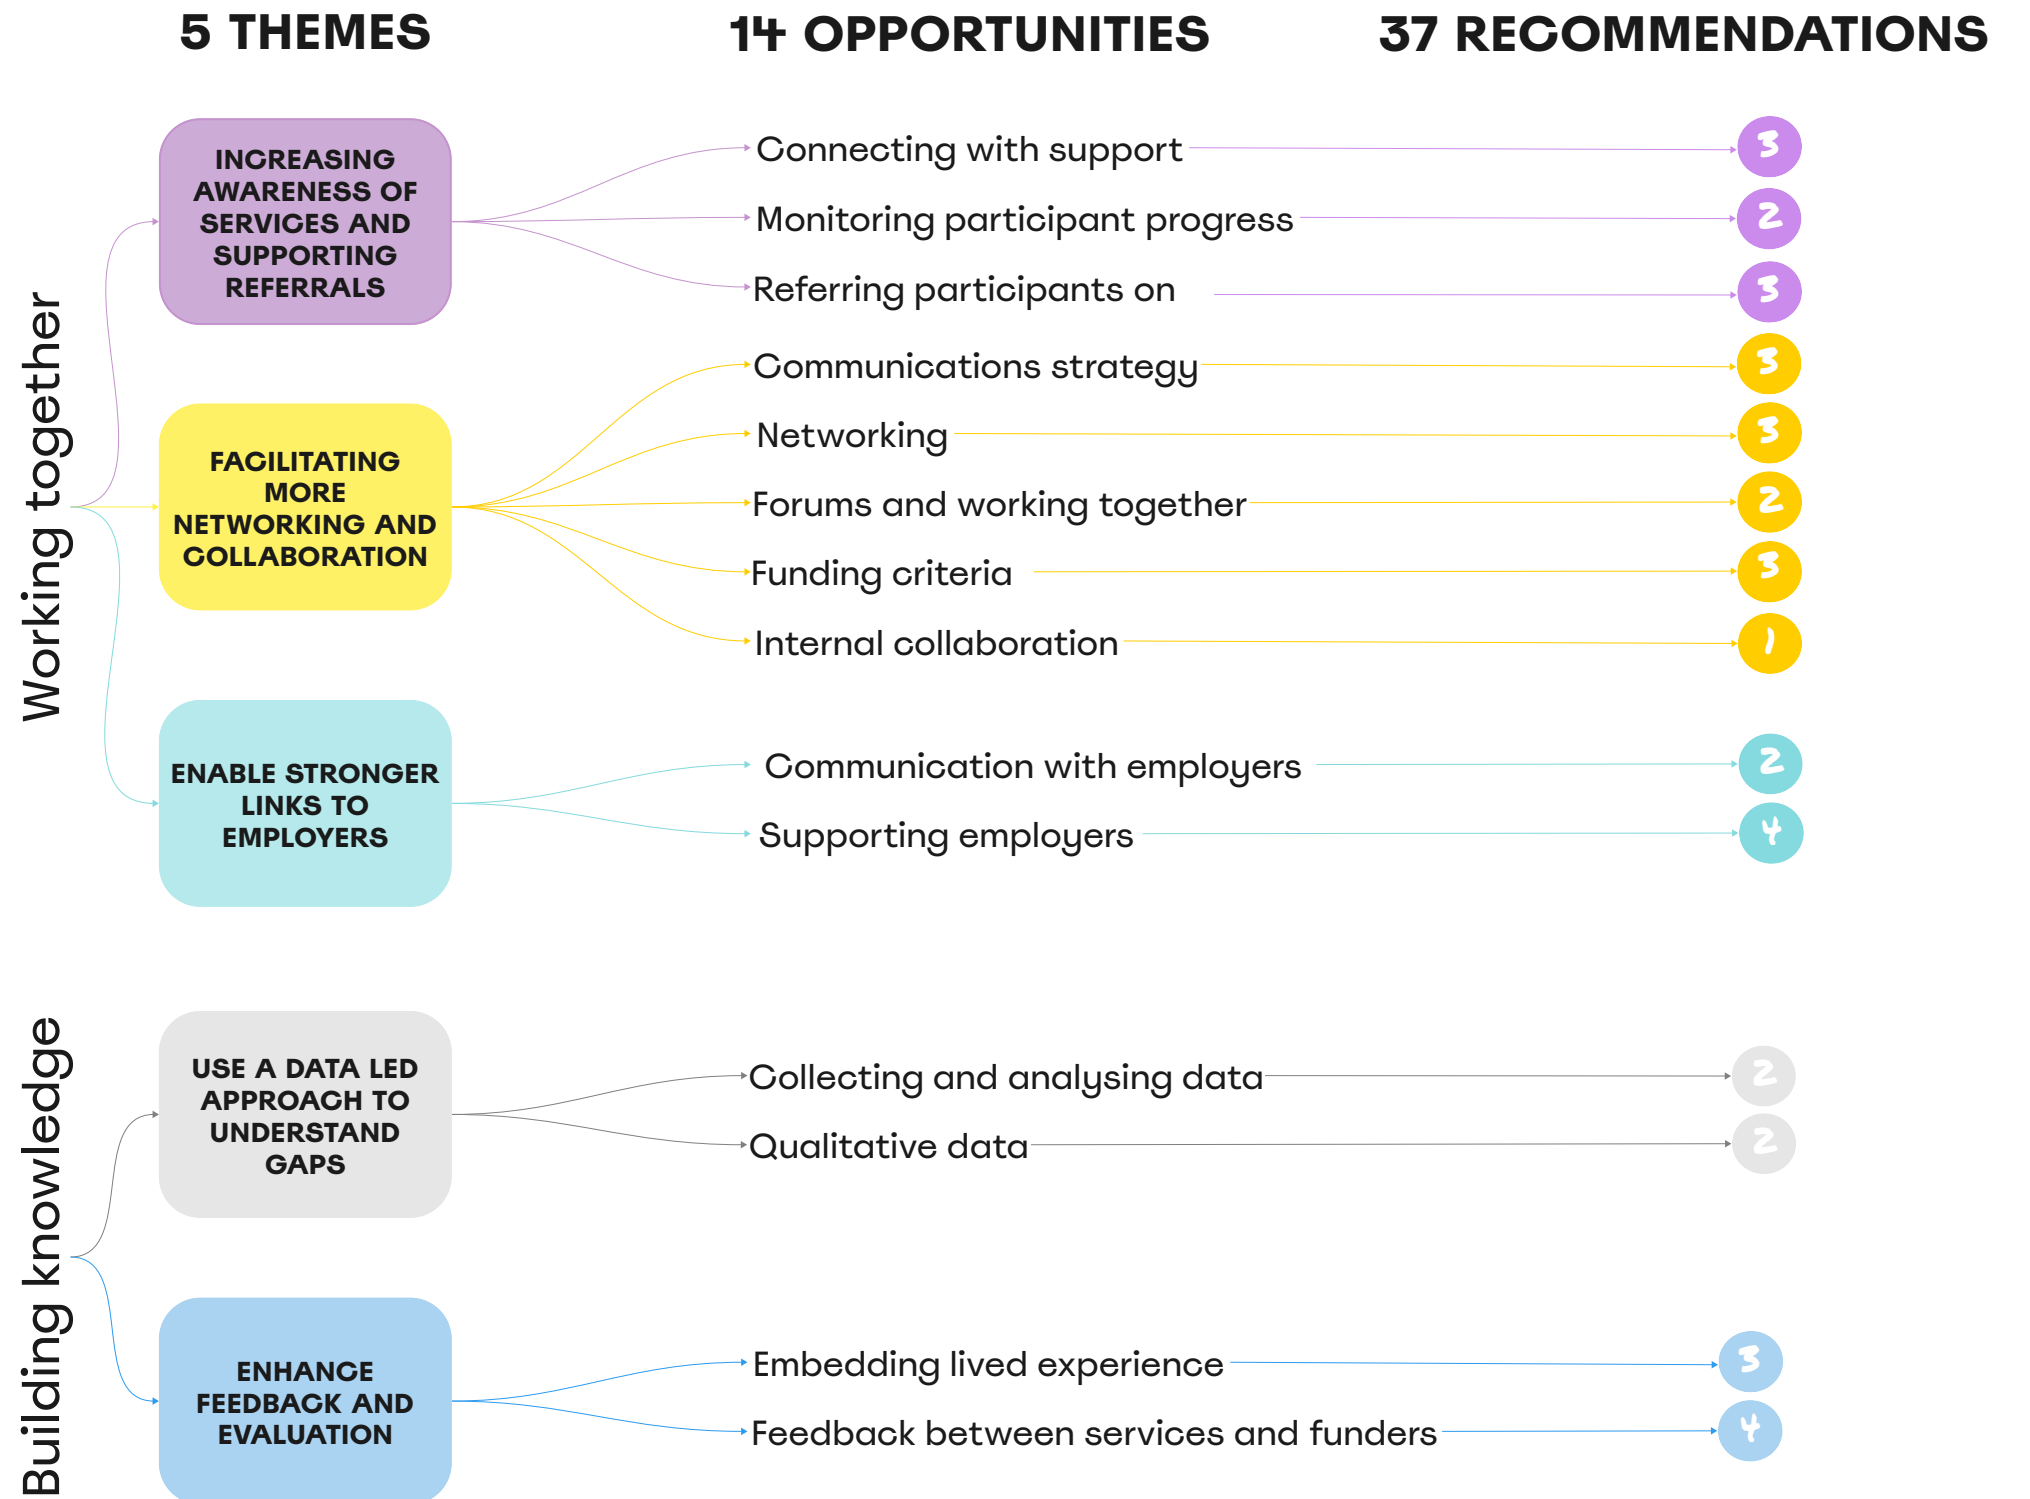 5 THEMES
14 OPPORTUNITIES
37 RECOMMENDATIONS
Working together
INCREASING
AWARENESS OF
SERVICES AND
SUPPORTING
REFERRALS
Connecting with support
3
Monitoring participant progress
2
Referring participants on
3
FACILITATING
MORE
NETWORKING AND
COLLABORATION
Communications strategy
3
Networking
3
Forums and working together
2
Funding criteria
3
Internal collaboration
1
ENABLE STRONGER
LINKS TO
EMPLOYERS
Communication with employers
2
Supporting employers
4
Building knowledge
USE A DATA LED
APPROACH TO
UNDERSTAND
GAPS
Collecting and analysing data
2
Qualitative data
2
ENHANCE
FEEDBACK AND
EVALUATION
Embedding lived experience
3
Feedback between services and funders
4